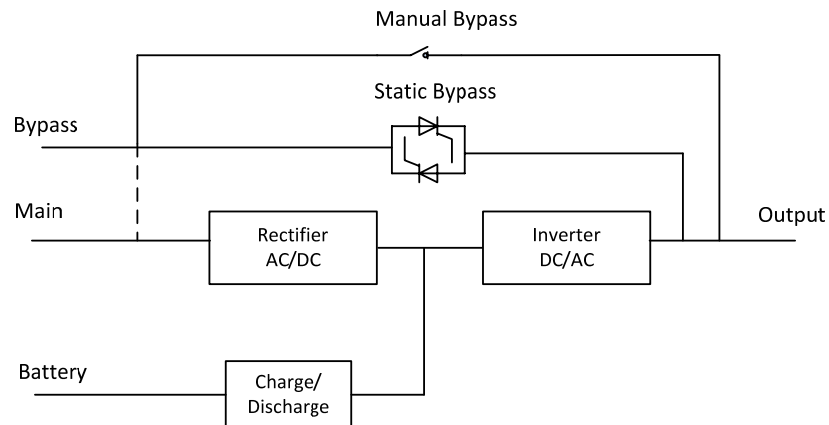 Manual Bypass
Static Bypass
Bypass
Main
Rectifier
AC/DC
Inverter
DC/AC
Output
Battery
Charge/
Discharge